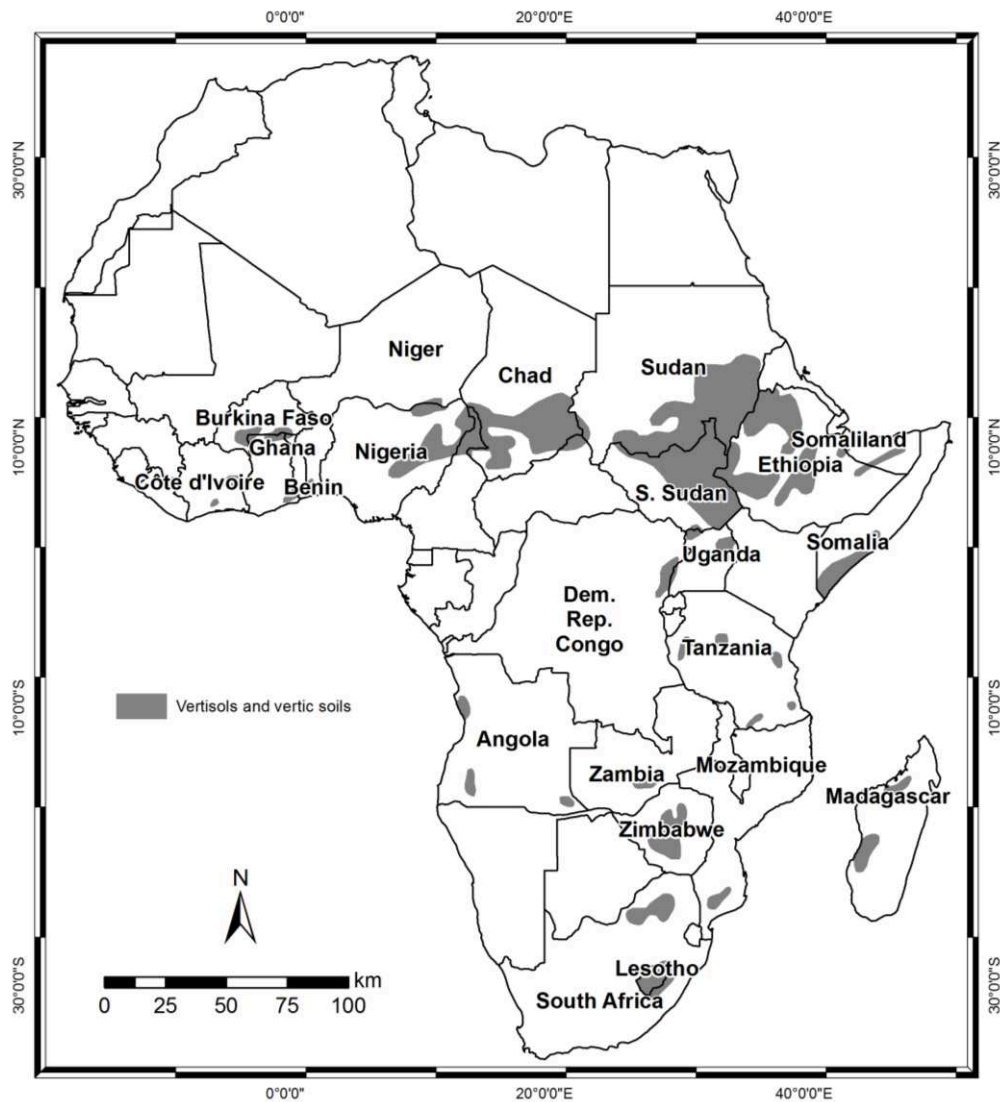 0°0'0"
20°0'0"E
40°0'0"E
30°0'0"N
30°0'0"N
Niger
Chad
Sudan
Burkina Faso
Ghana
Nigeria
Somaliland
Ethiopia
10°0'0"N
10°0'0"N
Côte d'Ivoire
Benin
S. Sudan
Uganda
Somalia
Dem.
Rep.
Congo
Tanzania
Vertisols and vertic soils
10°0'0"S
10°0'0"S
Angola
Zambia
Mozambique
Madagascar
Zimbabwe
N
Lesotho
South Africa
km
0 25 50 75 100
30°0'0"S
30°0'0"S
0°0'0"
20°0'0"E
40°0'0"E